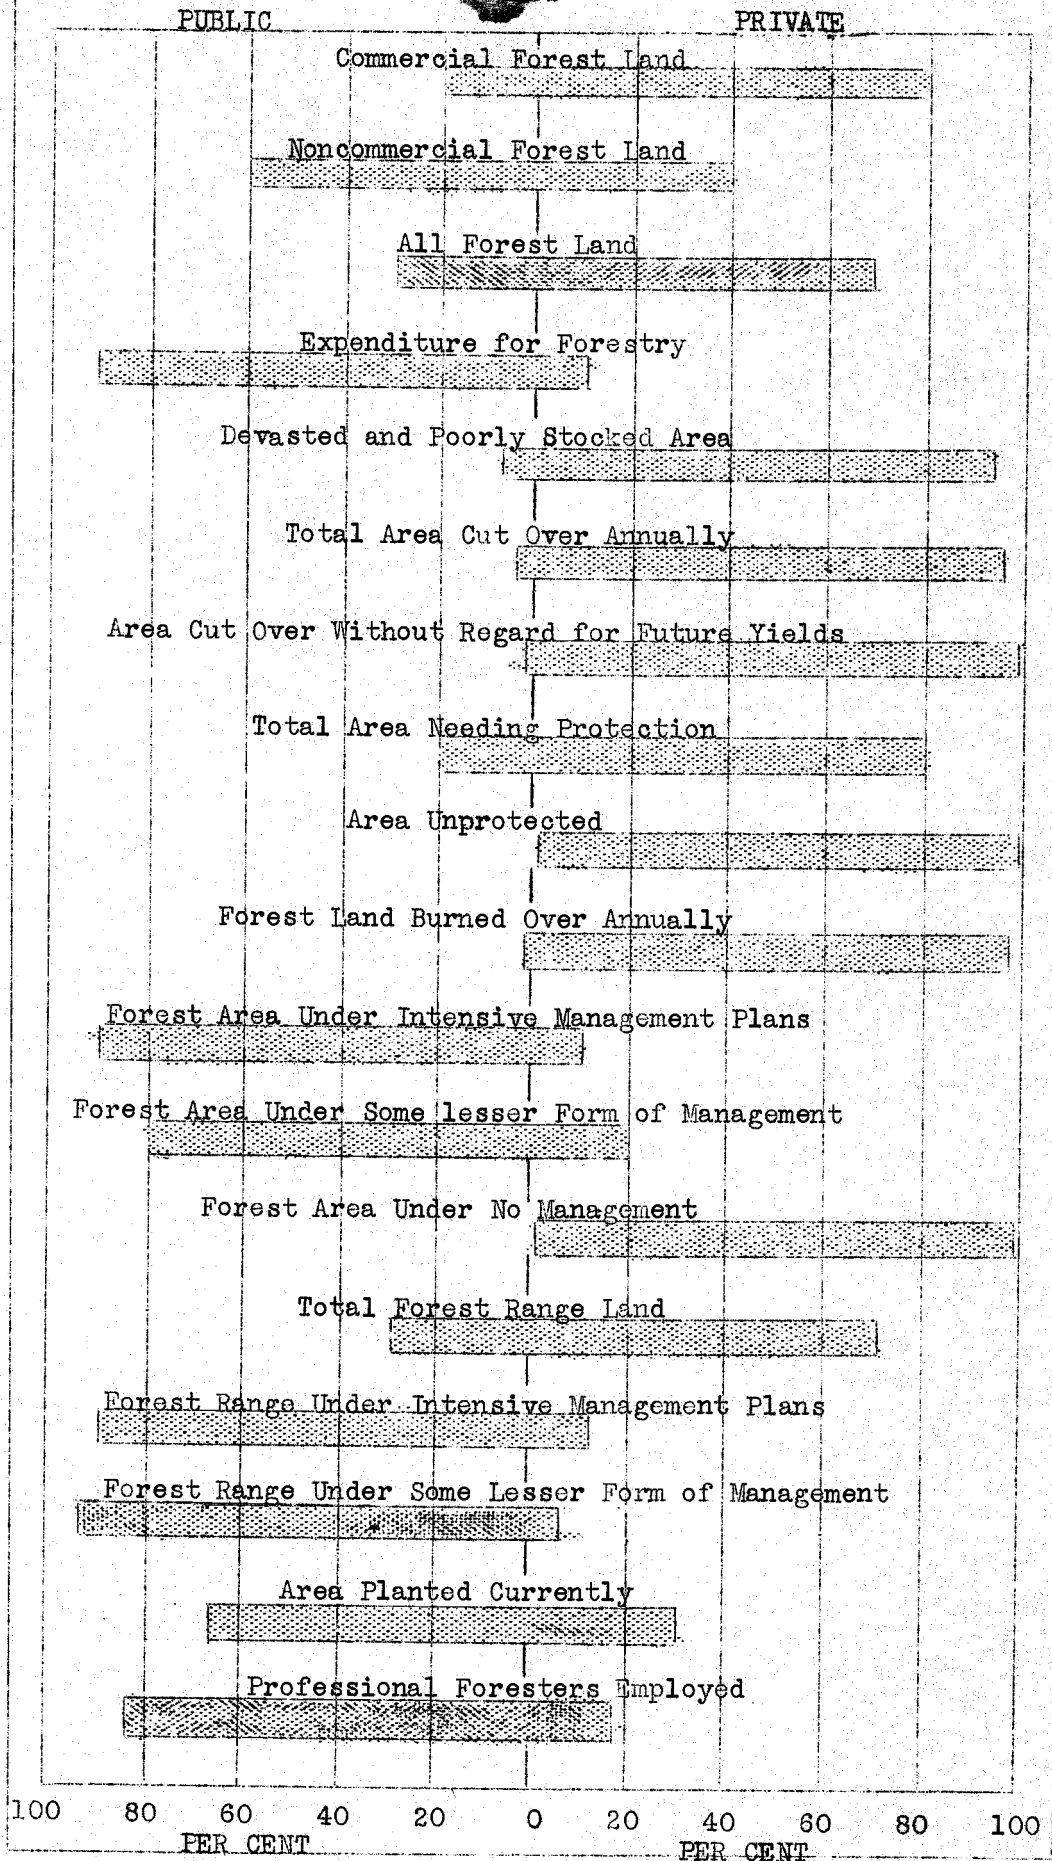 PUBLIC PRIVATE
Commercial Forest Land
Noncommercial Forest Land
All Forest Land
Expenditure for Forestry
Devasted and Poorly Stocked Area
Total Area Cut Over Annually
Area Cut Over Without Regard for Future Yields
Total Area Needing Protection
Area Unprotected
Forest Land Burned Over Annually
Forest Area Under Intensive Management Plans
Forest Area Under Some lesser Form of Management
Forest Area Under No Management
Total Forest Range Land
Forest Range Under Intensive Management Plans
Forest Range Under Some Lesser Form of Management
Area Planted Currently
Professional Foresters Employed
100 80 60 40 20 0 20 40 60 80 100
PER CENT PER CENT